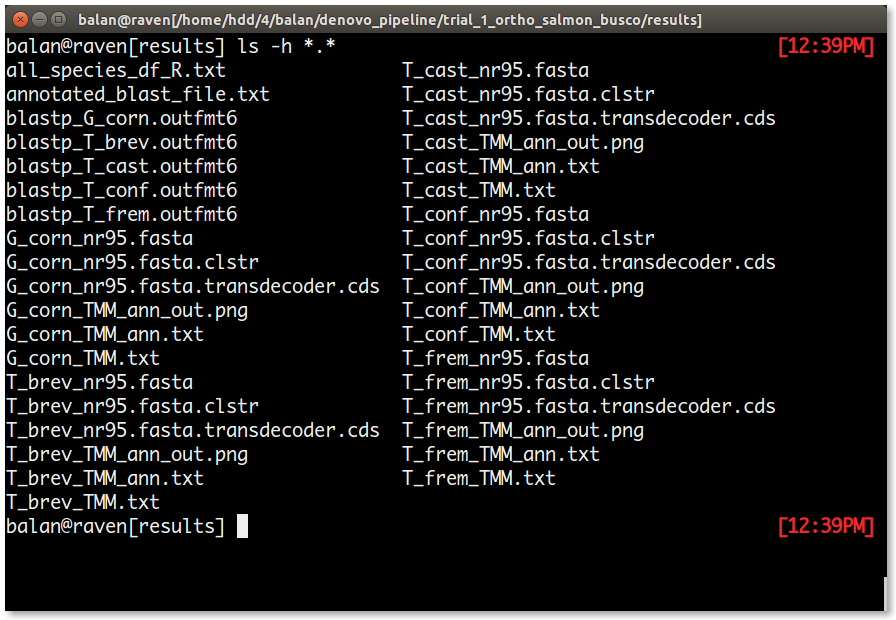 balan@raven[/home/hdd/4/balan/denovo_pipeline/trial_1_ortho_salmon_busco/results]
balan@raven[results] ls -h *.* [12:39PM]
all_species_df_R.txt T_cast_nr95.fasta
annotated_blast_file.txt T_cast_nr95.fasta.clstr
blastp_G_corn.outfmt6 T_cast_nr95.fasta.transdecoder.cds
blastp_T_brev.outfmt6 T_cast_TMM_ann_out.png
blastp_T_cast.outfmt6 T_cast_TMM_ann.txt
blastp_T_conf.outfmt6 T_cast_TMM.txt
blastp_T_frem.outfmt6 T_conf_nr95.fasta
G_corn_nr95.fasta T_conf_nr95.fasta.clstr
G_corn_nr95.fasta.clstr T_conf_nr95.fasta.transdecoder.cds
G_corn_nr95.fasta.transdecoder.cds T_conf_TMM_ann_out.png
G_corn_TMM_ann_out.png T_conf_TMM_ann.txt
G_corn_TMM_ann.txt T_conf_TMM.txt
G_corn_TMM.txt T_frem_nr95.fasta
T_brev_nr95.fasta T_frem_nr95.fasta.clstr
T_brev_nr95.fasta.clstr T_frem_nr95.fasta.transdecoder.cds
T_brev_nr95.fasta.transdecoder.cds T_frem_TMM_ann_out.png
T_brev_TMM_ann_out.png T_frem_TMM_ann.txt
T_brev_TMM_ann.txt T_frem_TMM.txt
T_brev_TMM.txt
balan@raven[results] [12:39PM]